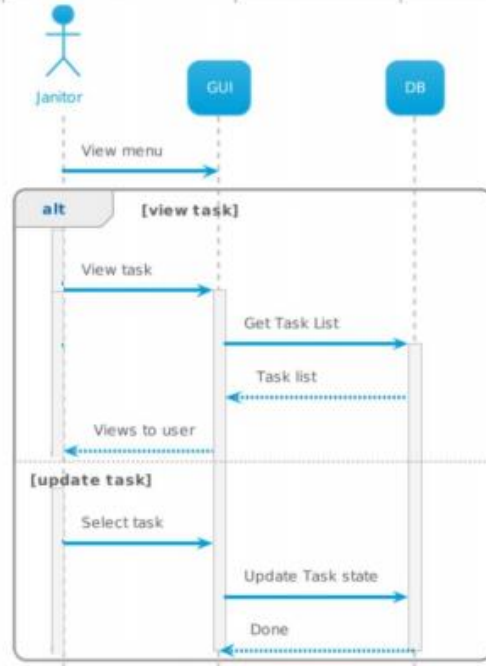 Janitor
GUI
DB
View menu
alt
[view task]
View task
Get Task List
Task list
Views to user
[update task]
Select task
Update Task state
Done